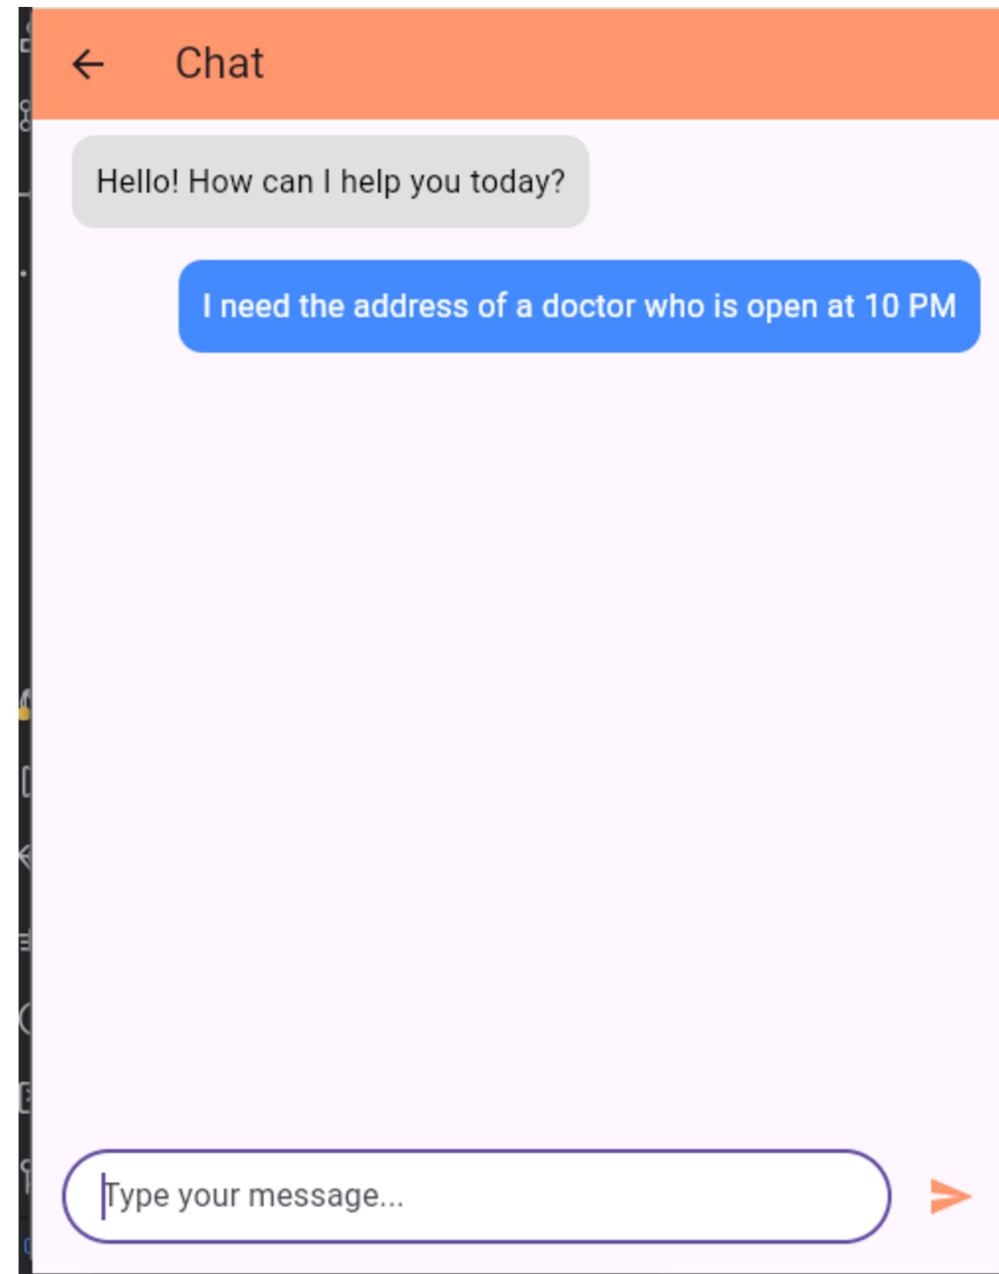 Chat
Hello! How can I help you today?
I need the address of a doctor who is open at 10 PM
Type your message...